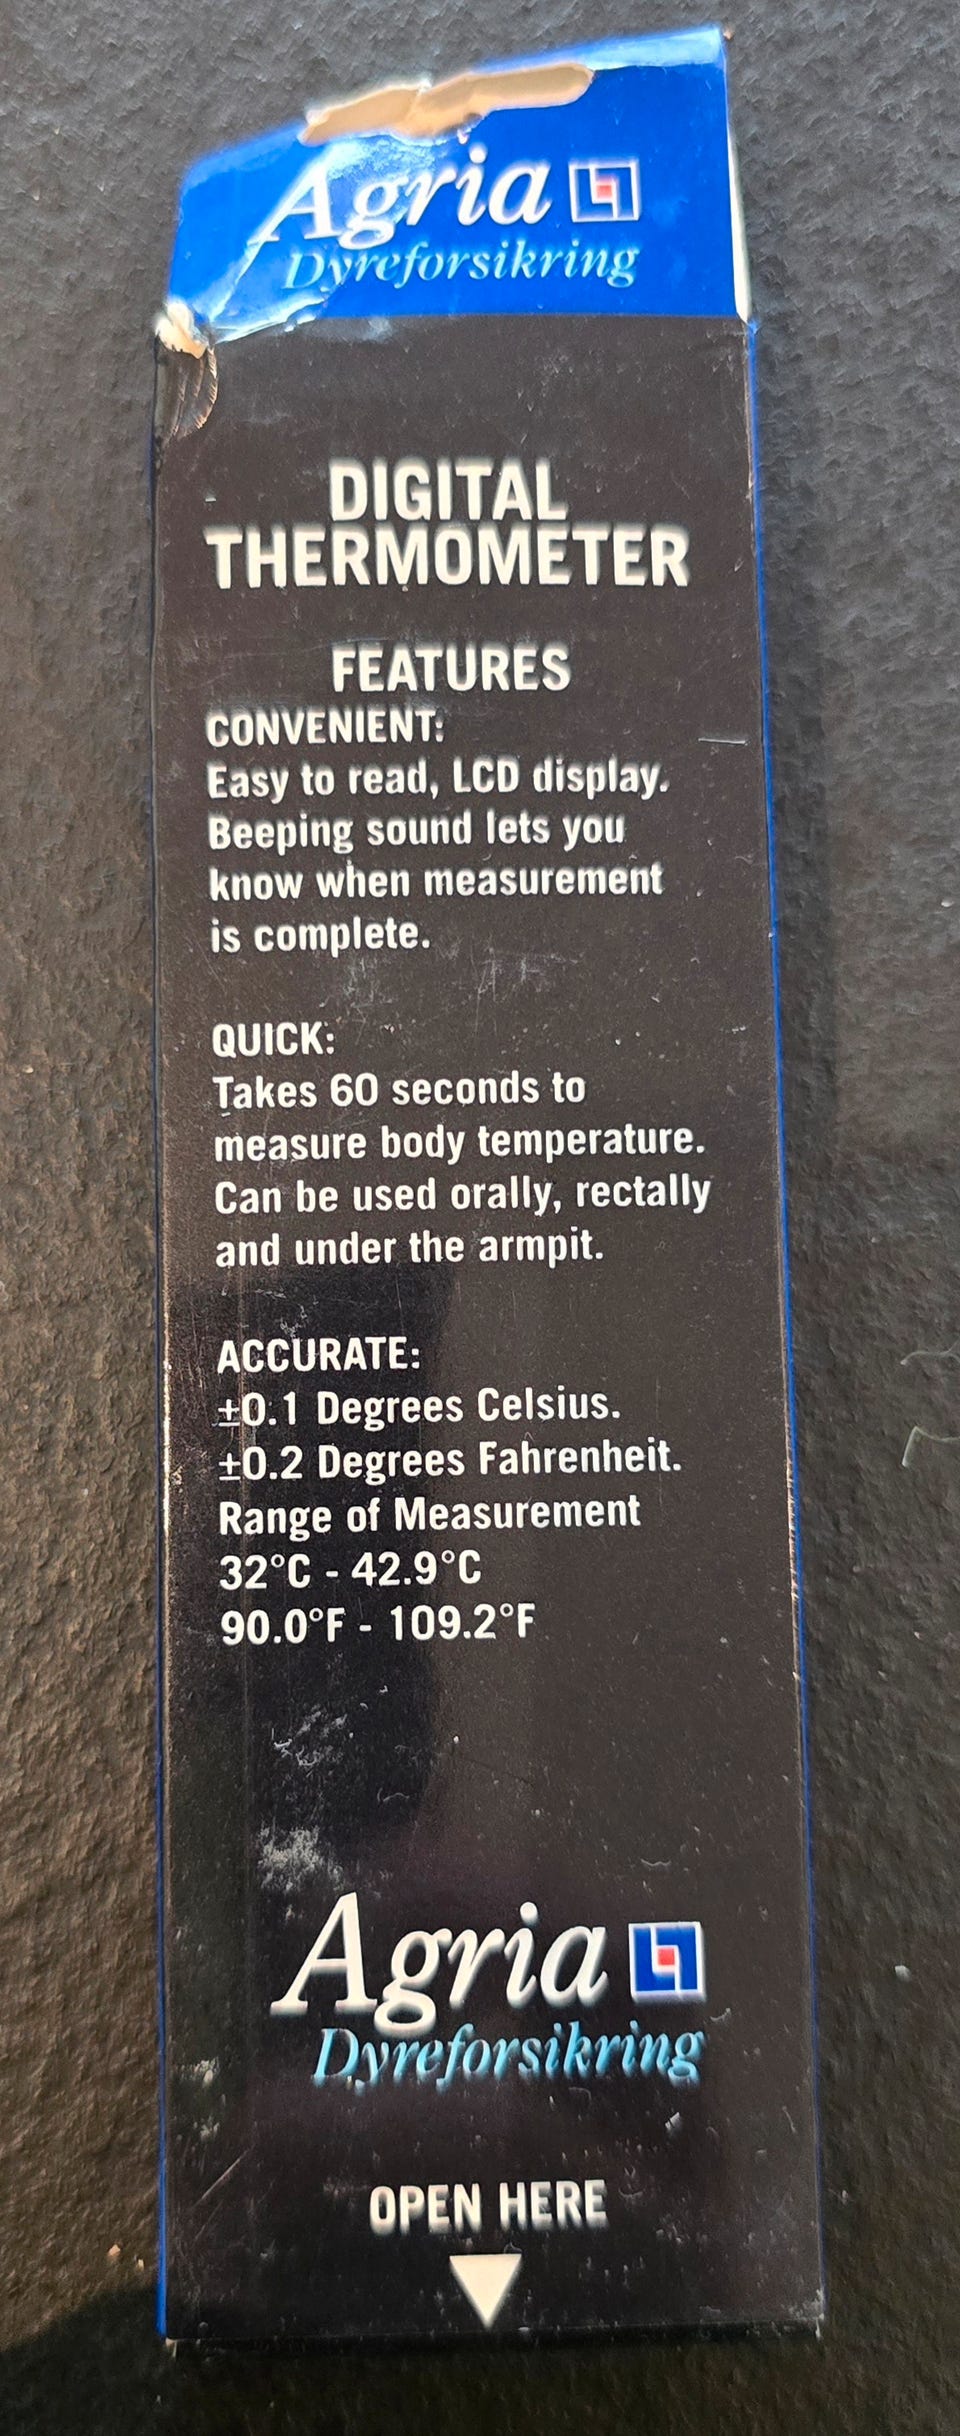 Agria
Dyreforsikring
DIGITAL
THERMOMETER
FEATURES
CONVENIENT:
Easy to read, LCD display.
Beeping sound lets you
know when measurement
is complete.
QUICK:
Takes 60 seconds to
measure body temperature.
Can be used orally, rectally
and under the armpit.
ACCURATE:
±0.1 Degrees Celsius.
±0.2 Degrees Fahrenheit.
Range of Measurement
32°C - 42.9°C
90.0°F - 109.2°F
Agria
Dyreforsikring
OPEN HERE